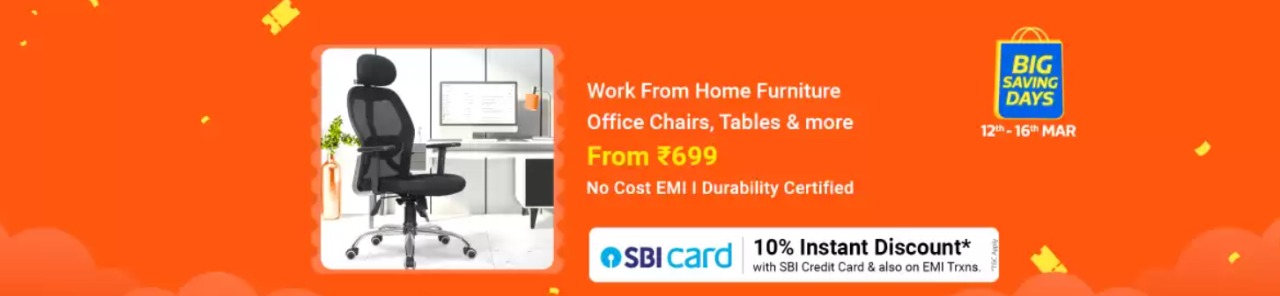 Work From Home Furniture
Office Chairs, Tables & more
From ₹699
No Cost EMI I Durability Certified
SBI card
10% Instant Discount*
with SBI Credit Card & also on EMI Trxns.
*T&C Apply
BIG
SAVING
DAYS
12th - 16th MAR